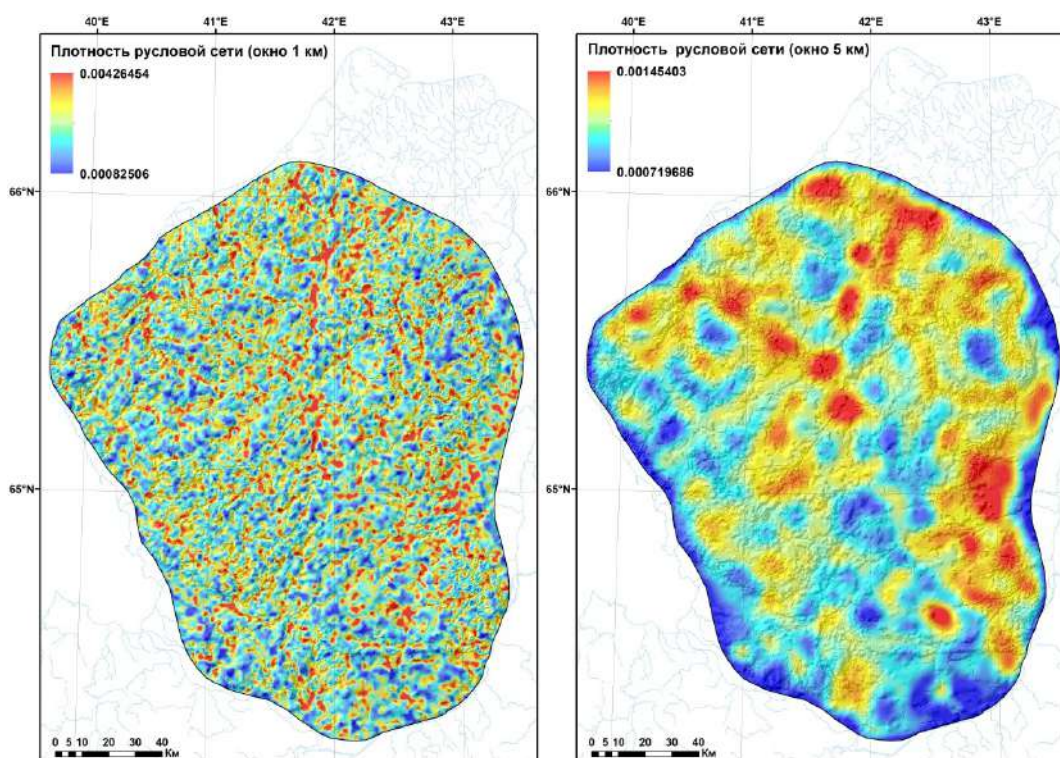 40°E 41°E 42°E 43°E
Плотность русловой сети (окно 1 км)
0.00426454
0.00082506
66°N
65°N
0 5 10 20 30 40
Км
40°E 41°E 42°E 43°E
Плотность русловой сети (окно 5 км)
0.00145403
0.000719686
66°N
65°N
0 5 10 20 30 40
Км